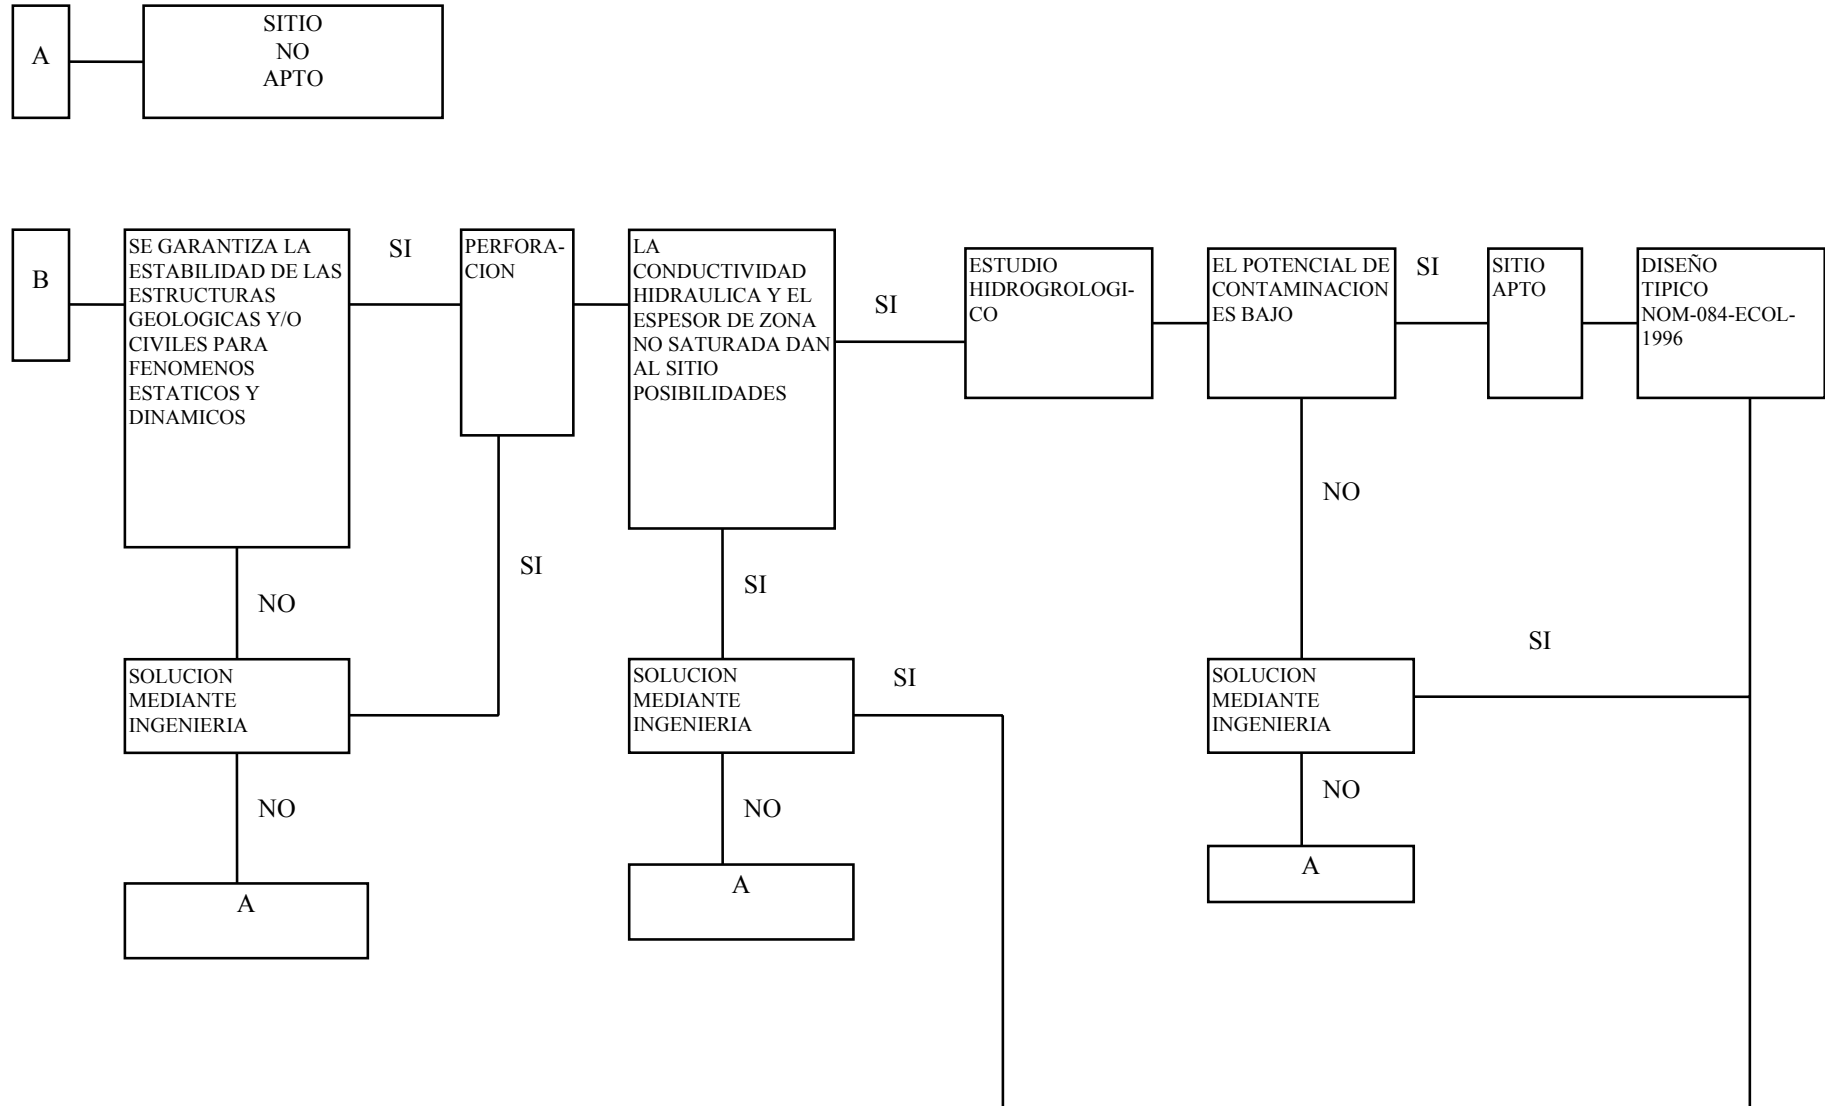 A
SITIO
NO
APTO
B
SE GARANTIZA LA
ESTABILIDAD DE LAS
ESTRUCTURAS
GEOLOGICAS Y/O
CIVILES PARA
FENOMENOS
ESTATICOS Y
DINAMICOS
SI
PERFORA-
CION
LA
CONDUCTIVIDAD
HIDRAULICA Y EL
ESPESOR DE ZONA
NO SATURADA DAN
AL SITIO
POSIBILIDADES
SI
ESTUDIO
HIDROGROLOGI-
CO
EL POTENCIAL DE
CONTAMINACION
ES BAJO
SI
SITIO
APTO
DISEÑO
TIPICO
NOM-084-ECOL-
1996
NO
SI
SI
NO
SOLUCION
MEDIANTE
INGENIERIA
SOLUCION
MEDIANTE
INGENIERIA
SI
SOLUCION
MEDIANTE
INGENIERIA
SI
NO
NO
NO
A
A
A